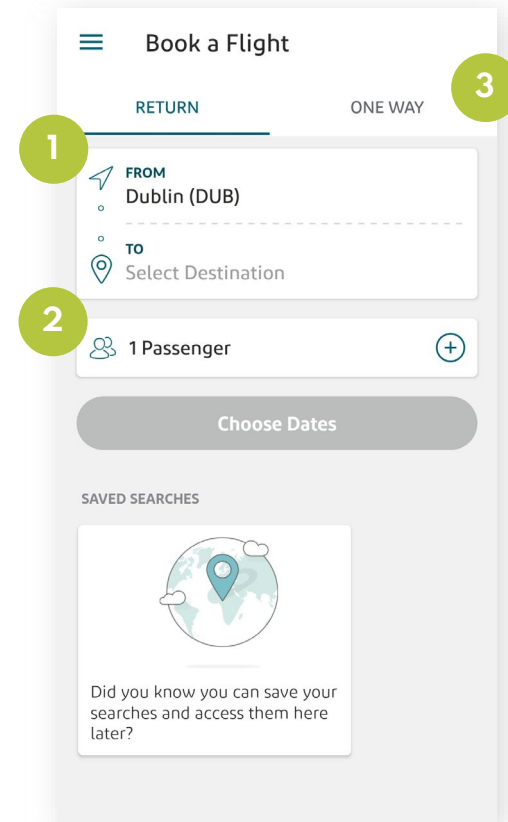 Book a Flight
RETURN ONE WAY
3
1
FROM
Dublin (DUB)
TO
Select Destination
2
1 Passenger
Choose Dates
SAVED SEARCHES
Did you know you can save your
searches and access them here
later?